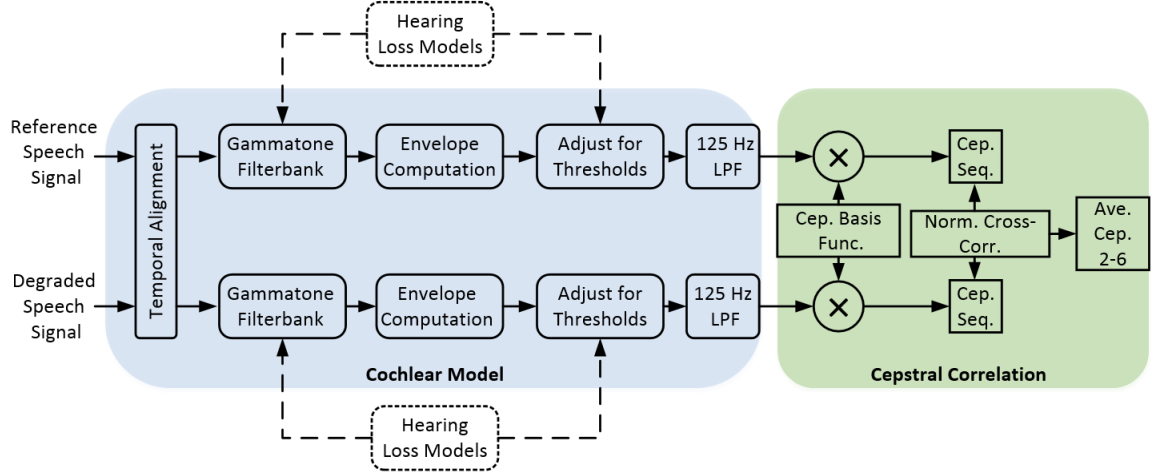 Hearing
Loss Models
Reference
Speech
Signal
Temporal Alignment
Gammatone
Filterbank
Envelope
Computation
Adjust for
Thresholds
125 Hz
LPF
Cep.
Seq.
Cep. Basis
Func.
Norm. Cross-
Corr.
Ave.
Cep.
2-6
Degraded
Speech
Signal
Gammatone
Filterbank
Envelope
Computation
Adjust for
Thresholds
125 Hz
LPF
Cep.
Seq.
Cochlear Model
Cepstral Correlation
Hearing
Loss Models